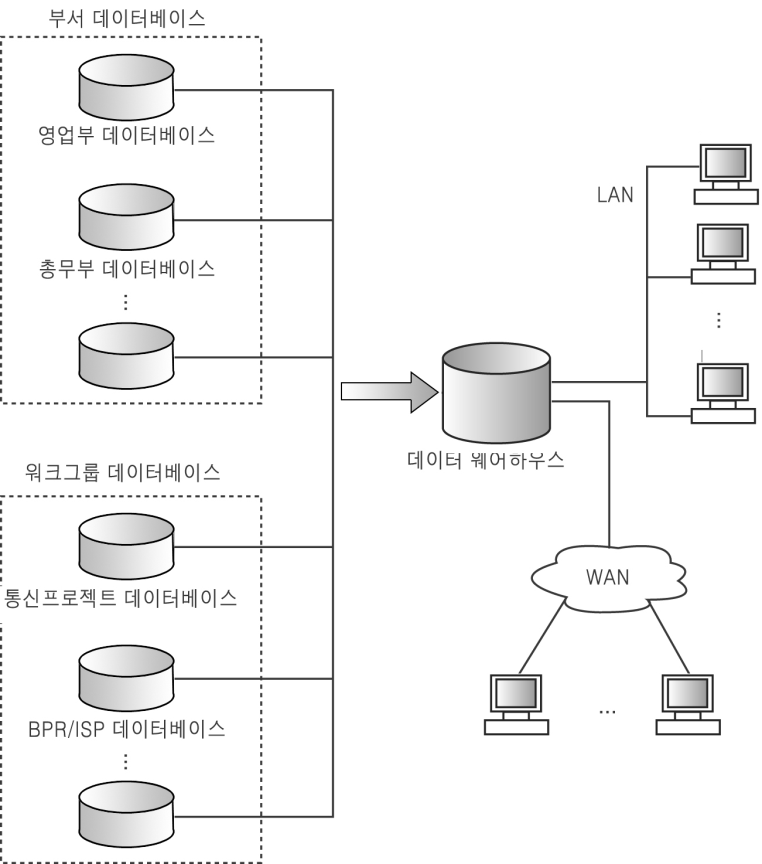 부서 데이터베이스
영업부 데이터베이스
총무부 데이터베이스
⋮
워크그룹 데이터베이스
통신프로젝트 데이터베이스
BPR/ISP 데이터베이스
⋮
데이터 웨어하우스
LAN
⋮
WAN
…